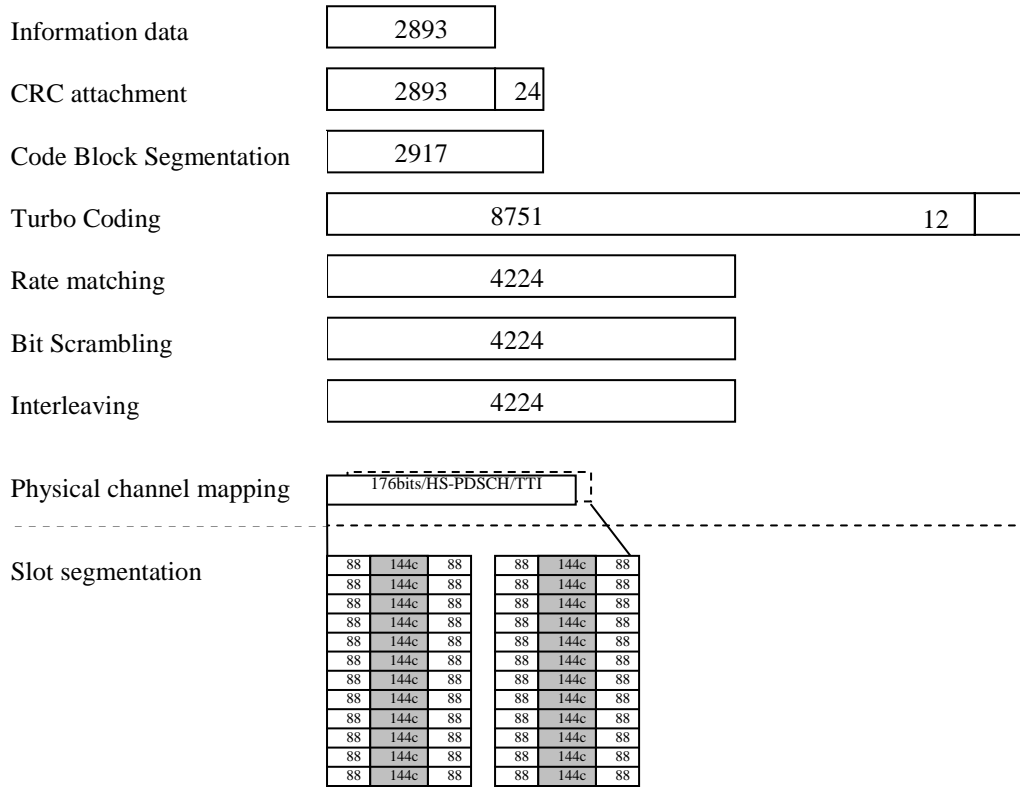 Information data 2893
CRC attachment 2893 24
Code Block Segmentation 2917
Turbo Coding 8751 12
Rate matching 4224
Bit Scrambling 4224
Interleaving 4224
Physical channel mapping 176bits/HS-PDSCH/TTI
Slot segmentation
88 144c 88 88 144c 88
88 144c 88 88 144c 88
88 144c 88 88 144c 88
88 144c 88 88 144c 88
88 144c 88 88 144c 88
88 144c 88 88 144c 88
88 144c 88 88 144c 88
88 144c 88 88 144c 88
88 144c 88 88 144c 88
88 144c 88 88 144c 88
88 144c 88 88 144c 88
88 144c 88 88 144c 88